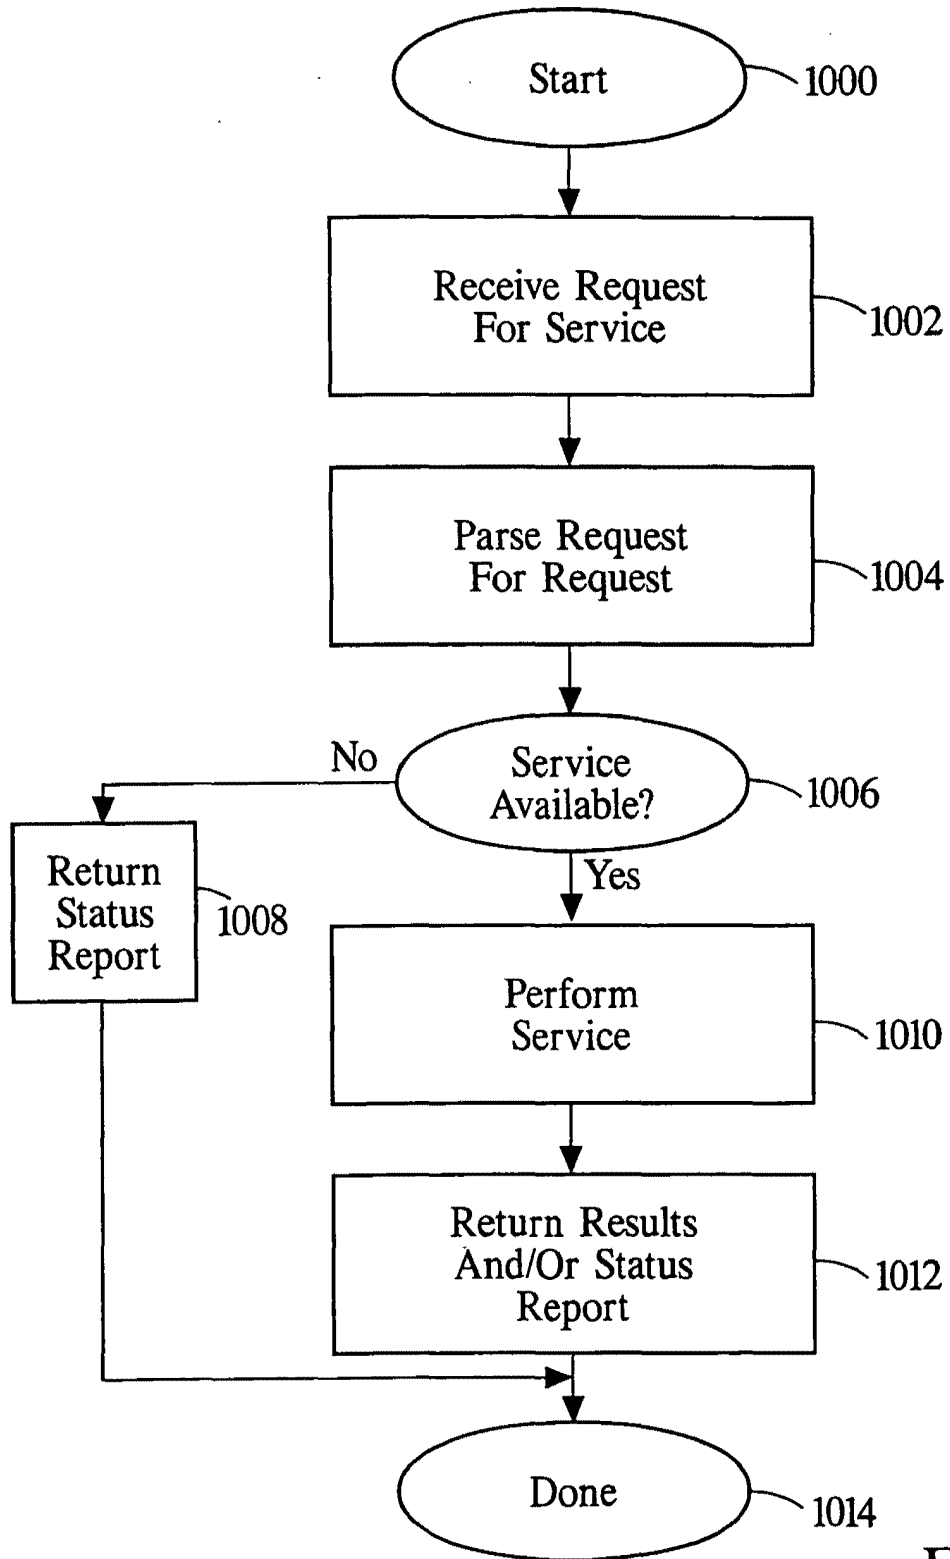 Start
1000
Receive Request
For Service
1002
Parse Request
For Request
1004
No
Service
Available?
1006
Yes
Return
Status
Report
1008
Perform
Service
1010
Return Results
And/Or Status
Report
1012
Done
1014